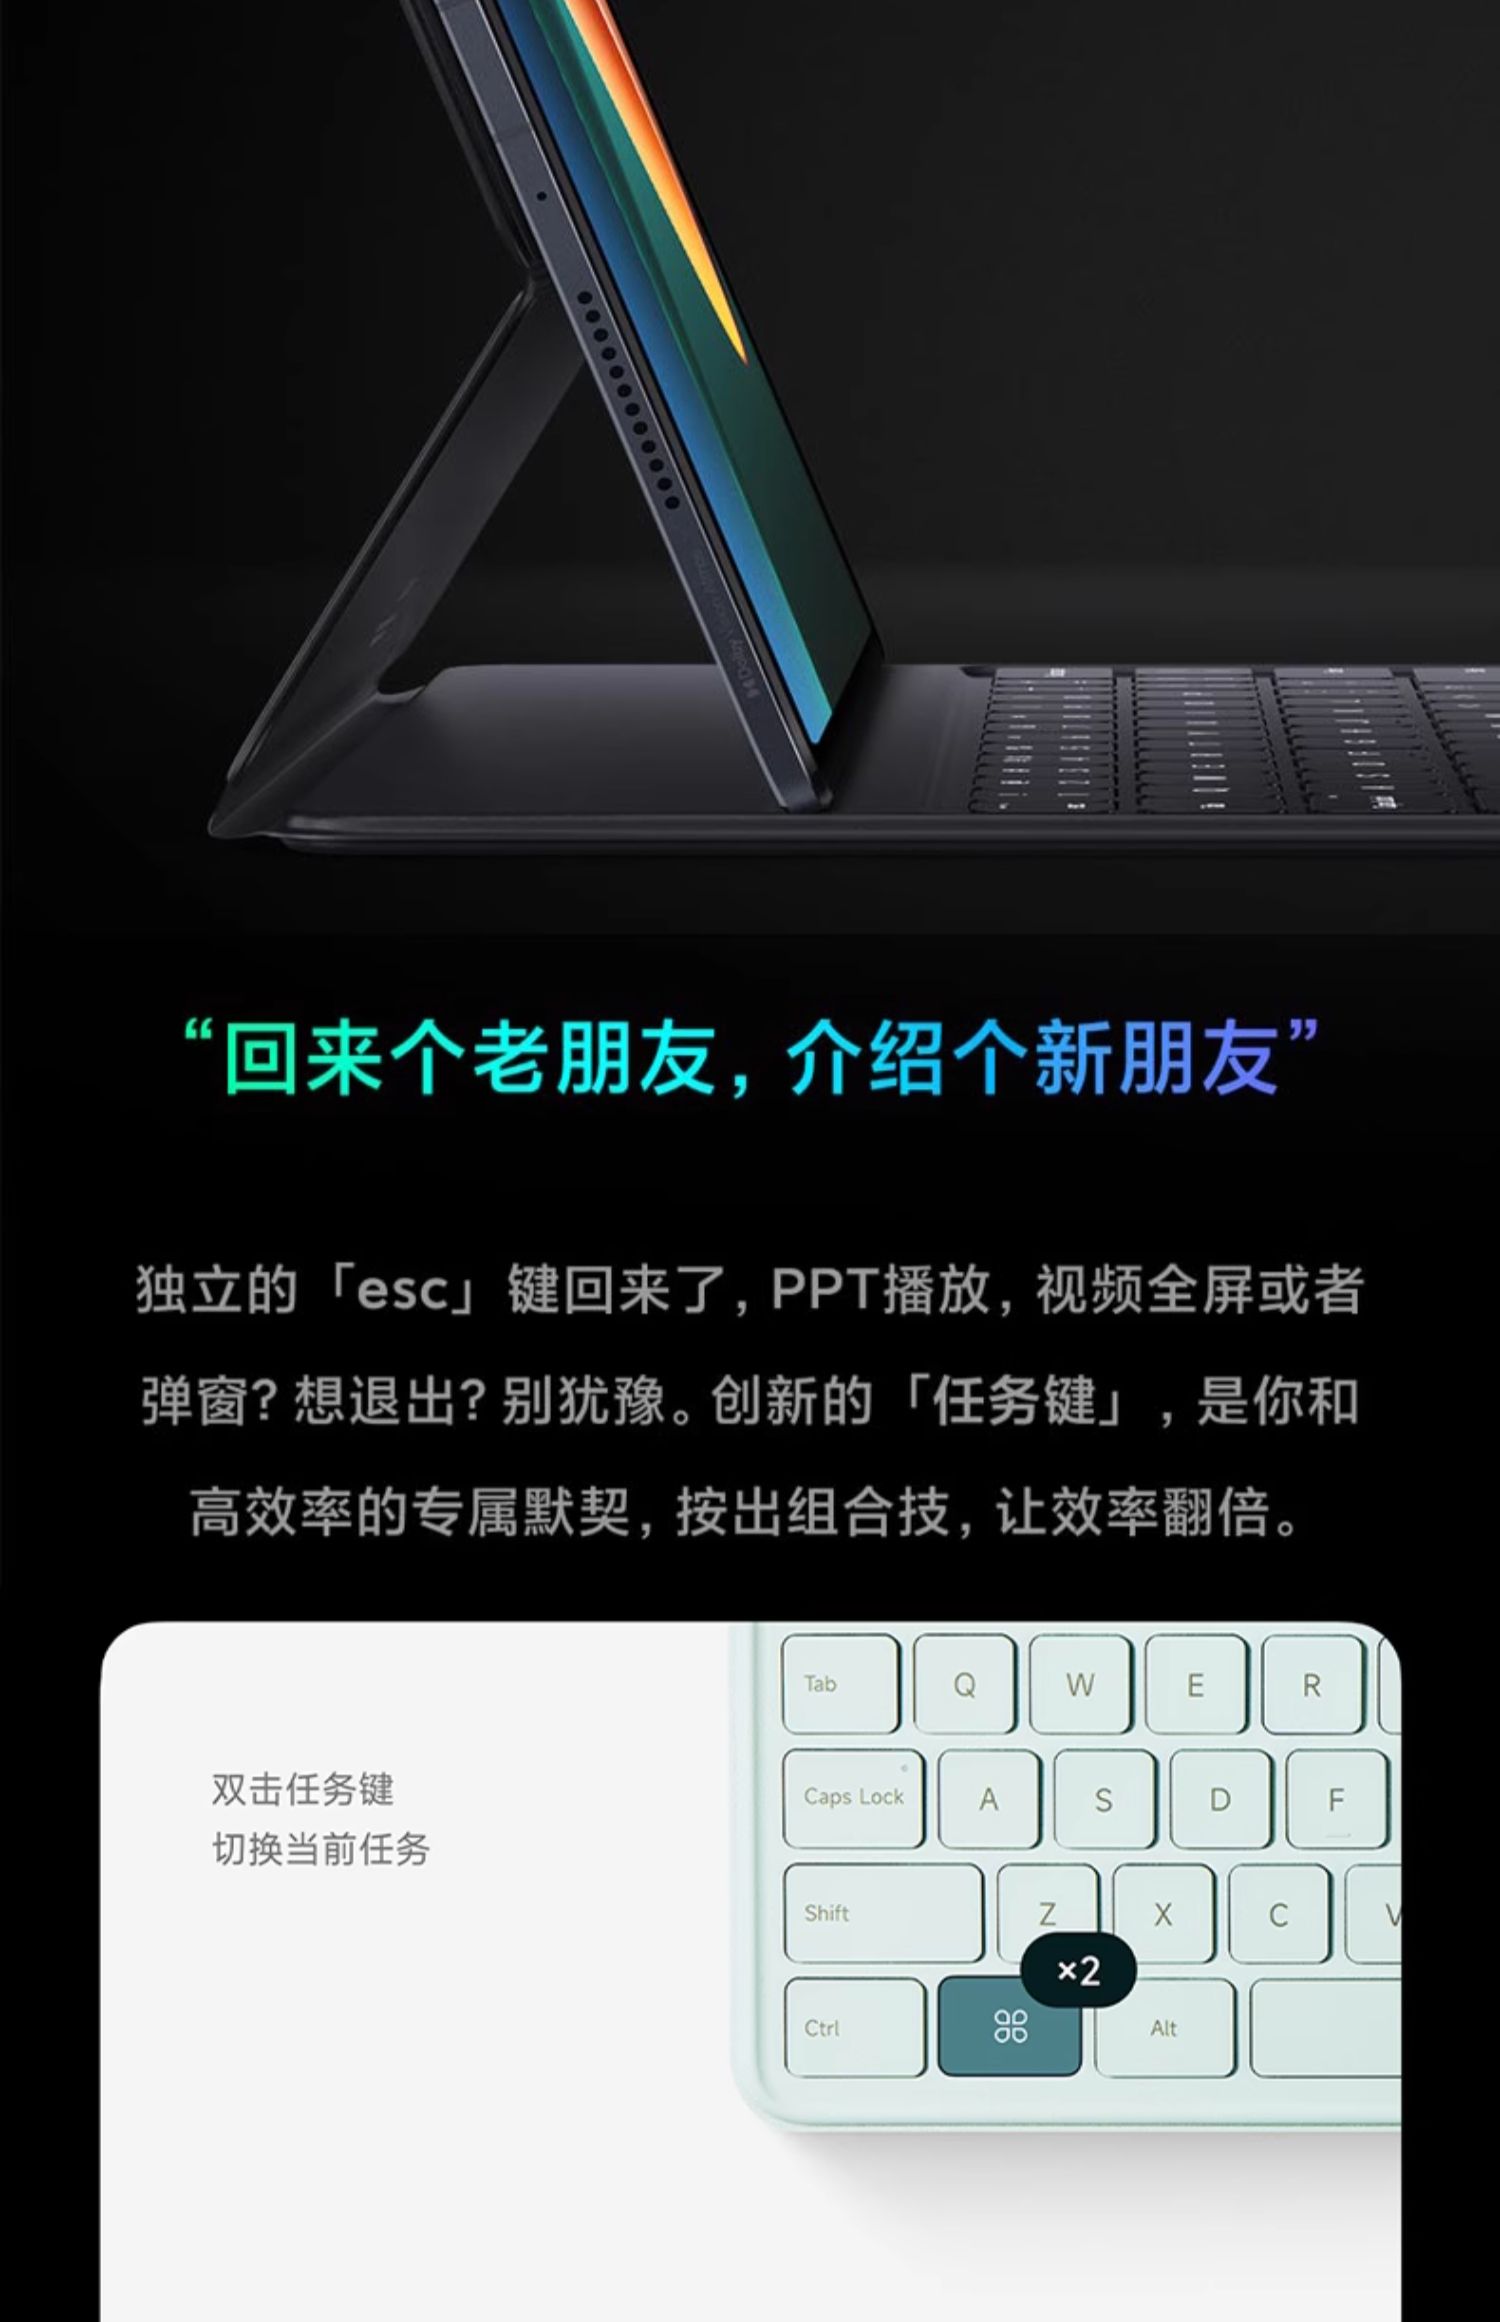 “回来个老朋友，介绍个新朋友”
独立的「esc」键回来了，PPT播放，视频全屏或者
弹窗？想退出？别犹豫。创新的「任务键」，是你和
高效率的专属默契，按出组合技，让效率翻倍。
双击任务键
切换当前任务
Tab Q W E R
Caps Lock A S D F
Shift Z X C V
×2
Ctrl Alt